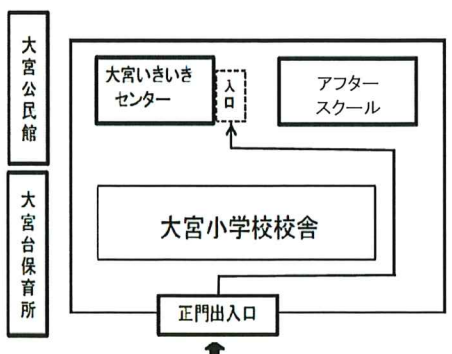 大宮公民館
大宮台保育所
大宮いきいき
センター
入口
アフター
スクール
大宮小学校校舎
正門出入口